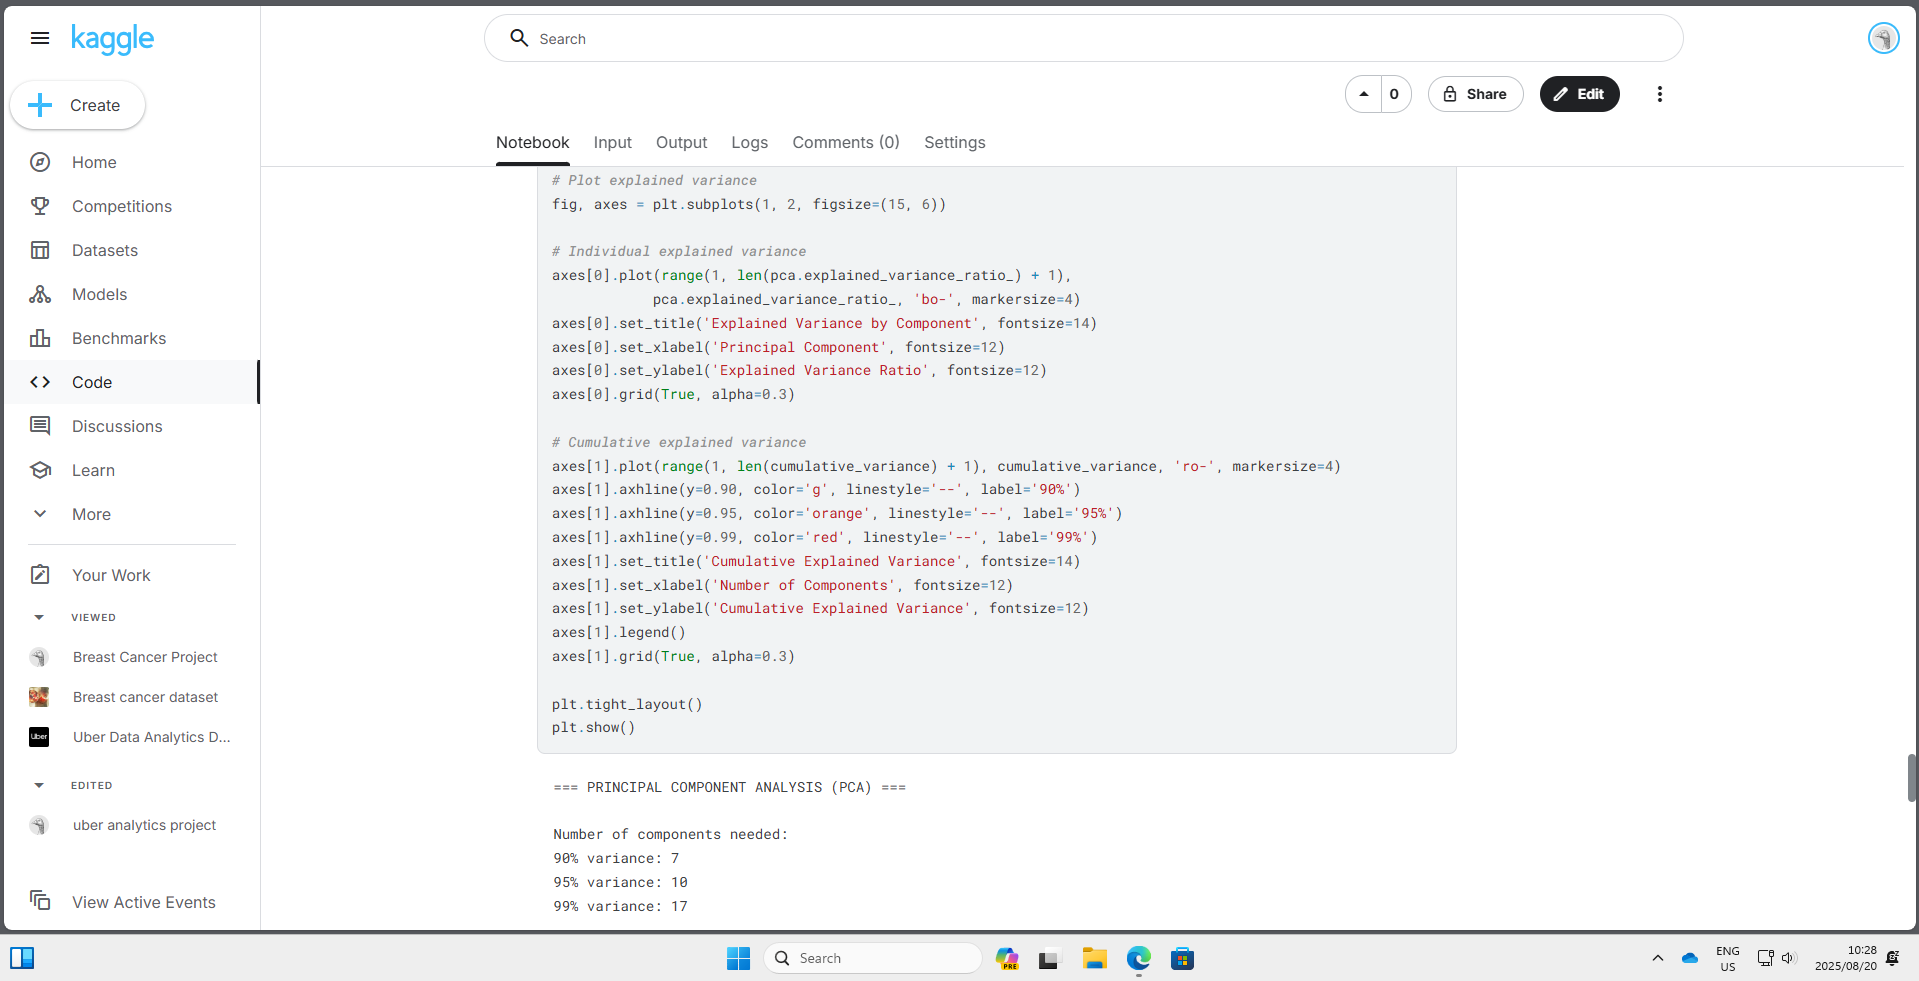 kaggle
Search
Create
0
Share
Edit
Notebook
Input
Output
Logs
Comments (0)
Settings
Home
Competitions
Datasets
Models
Benchmarks
Code
Discussions
Learn
More
Your Work
VIEWED
Breast Cancer Project
Breast cancer dataset
Uber
Uber Data Analytics D...
EDITED
uber analytics project
View Active Events
# Plot explained variance
fig, axes = plt.subplots(1, 2, figsize=(15, 6))
# Individual explained variance
axes[0].plot(range(1, len(pca.explained_variance_ratio_) + 1),
            pca.explained_variance_ratio_, 'bo-', markersize=4)
axes[0].set_title('Explained Variance by Component', fontsize=14)
axes[0].set_xlabel('Principal Component', fontsize=12)
axes[0].set_ylabel('Explained Variance Ratio', fontsize=12)
axes[0].grid(True, alpha=0.3)
# Cumulative explained variance
axes[1].plot(range(1, len(cumulative_variance) + 1), cumulative_variance, 'ro-', markersize=4)
axes[1].axhline(y=0.90, color='g', linestyle='--', label='90%')
axes[1].axhline(y=0.95, color='orange', linestyle='--', label='95%')
axes[1].axhline(y=0.99, color='red', linestyle='--', label='99%')
axes[1].set_title('Cumulative Explained Variance', fontsize=14)
axes[1].set_xlabel('Number of Components', fontsize=12)
axes[1].set_ylabel('Cumulative Explained Variance', fontsize=12)
axes[1].legend()
axes[1].grid(True, alpha=0.3)
plt.tight_layout()
plt.show()
=== PRINCIPAL COMPONENT ANALYSIS (PCA) ===
Number of components needed:
90% variance: 7
95% variance: 10
99% variance: 17
Search
PRE
ENG
US
10:28
2025/08/20